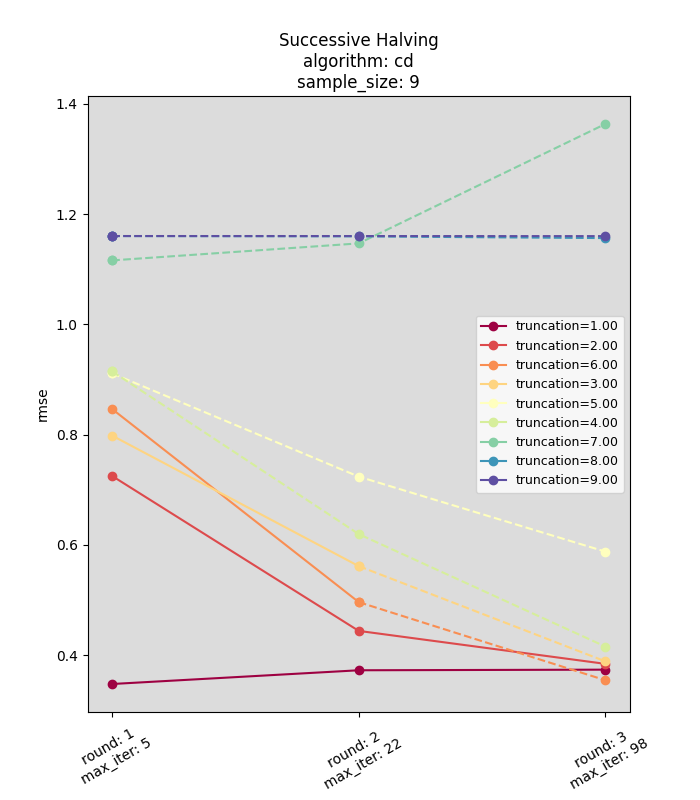 Successive Halving
algorithm: cd
sample_size: 9
1.4
1.2
1.0
0.8
0.6
0.4
rmse
truncation=1.00
truncation=2.00
truncation=6.00
truncation=3.00
truncation=5.00
truncation=4.00
truncation=7.00
truncation=8.00
truncation=9.00
round: 1
max_iter: 5
round: 2
max_iter: 22
round: 3
max_iter: 98